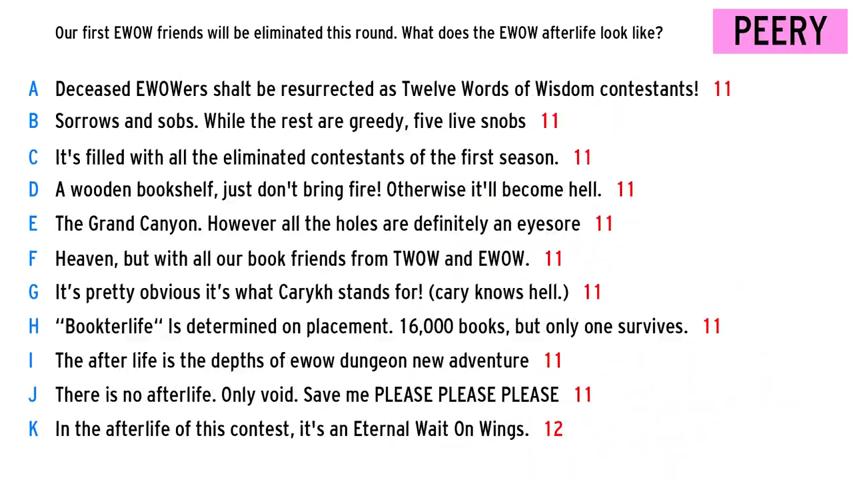 Our first EWOW friends will be eliminated this round. What does the EWOW afterlife look like?
PEERY
A Deceased EWOWers shalt be resurrected as Twelve Words of Wisdom contestants! 11
B Sorrows and sobs. While the rest are greedy, five live snobs 11
C It's filled with all the eliminated contestants of the first season. 11
D A wooden bookshelf, just don't bring fire! Otherwise it'll become hell. 11
E The Grand Canyon. However all the holes are definitely an eyesore 11
F Heaven, but with all our book friends from TWOW and EWOW. 11
G It’s pretty obvious it’s what Carykh stands for! (cary knows hell.) 11
H “Bookterlife“ Is determined on placement. 16,000 books, but only one survives. 11
I The after life is the depths of ewow dungeon new adventure 11
J There is no afterlife. Only void. Save me PLEASE PLEASE PLEASE 11
K In the afterlife of this contest, it's an Eternal Wait On Wings. 12